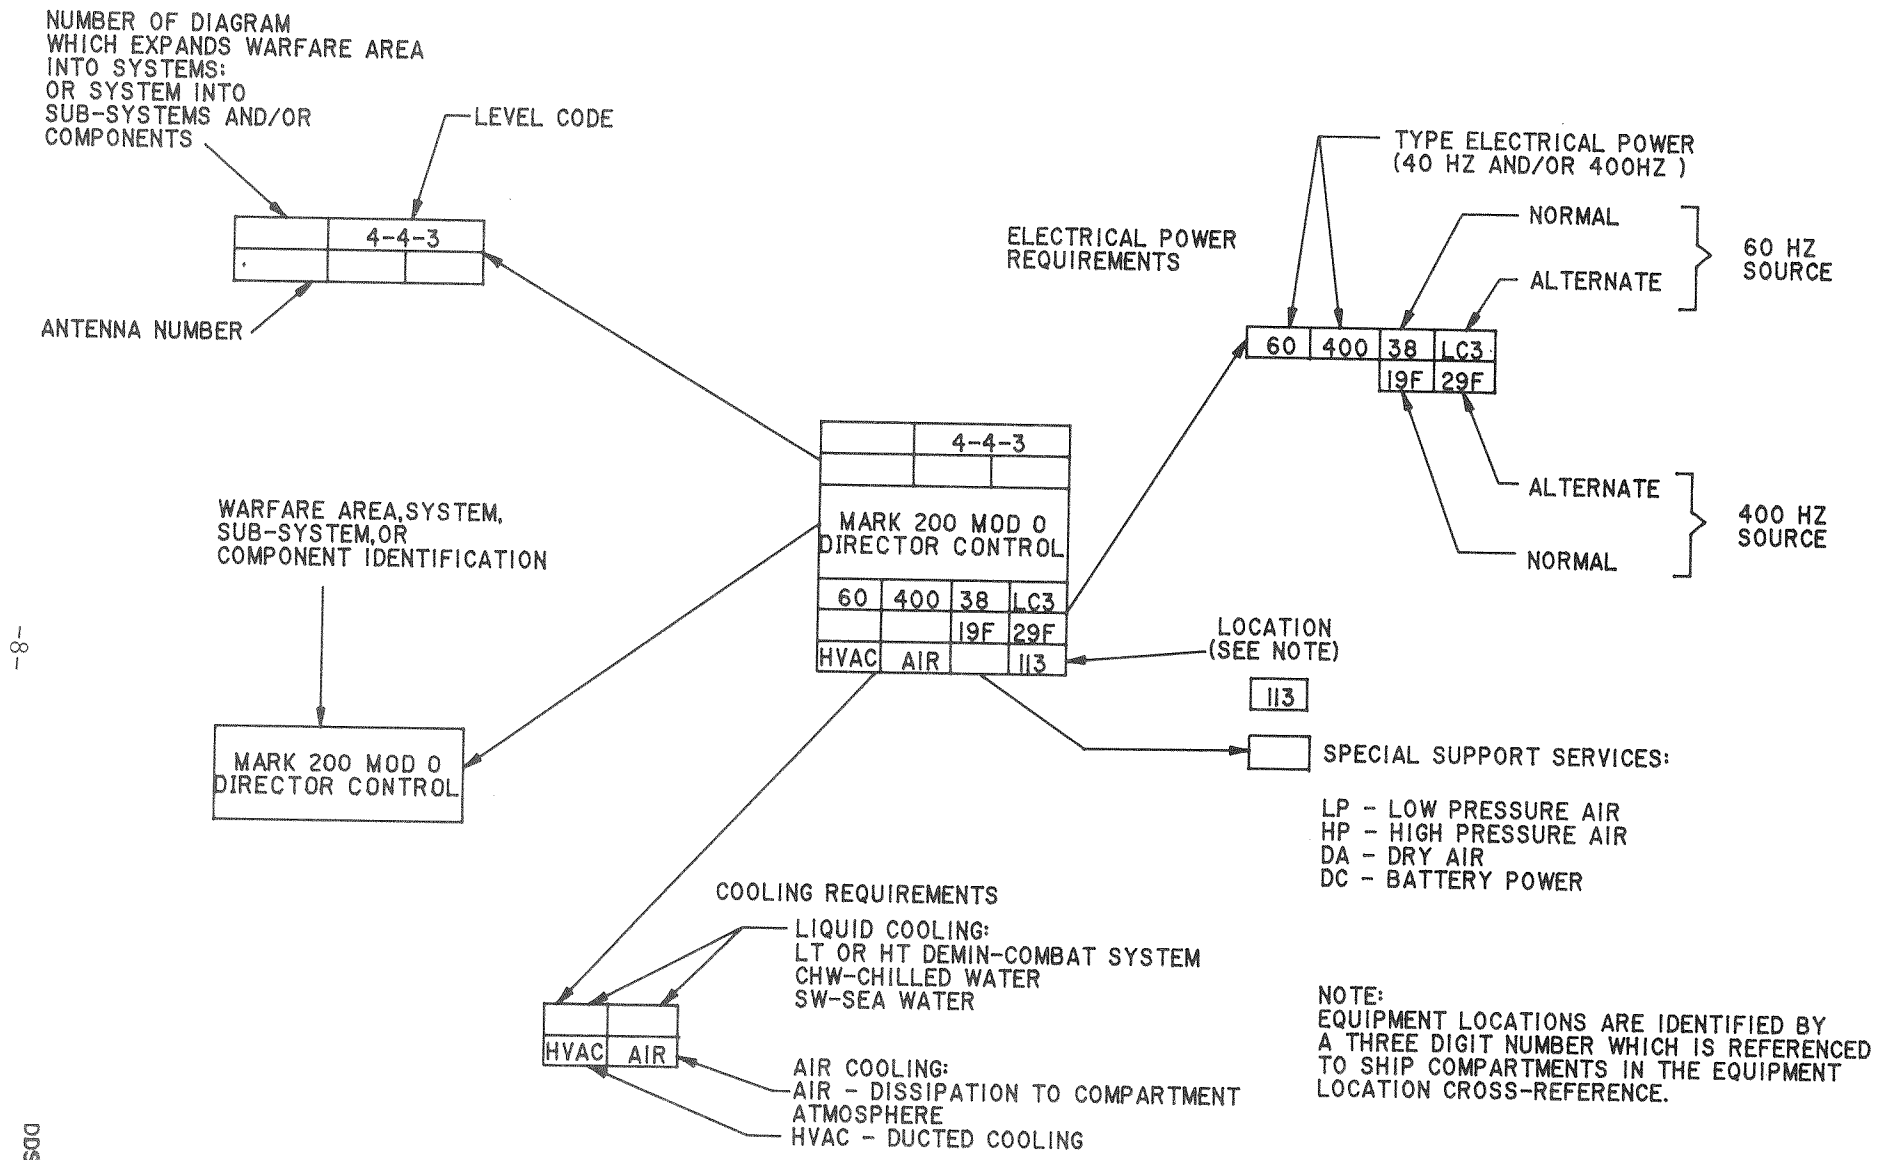 NUMBER OF DIAGRAM
WHICH EXPANDS WARFARE AREA
INTO SYSTEMS:
OR SYSTEM INTO
SUB-SYSTEMS AND/OR
COMPONENTS
LEVEL CODE
4-4-3
ANTENNA NUMBER
TYPE ELECTRICAL POWER
(40 HZ AND/OR 400HZ )
ELECTRICAL POWER
REQUIREMENTS
NORMAL
ALTERNATE
60 HZ
SOURCE
60 400 38 LC3
19F 29F
ALTERNATE
NORMAL
400 HZ
SOURCE
4-4-3
MARK 200 MOD 0
DIRECTOR CONTROL
60 400 38 LC3
19F 29F
HVAC AIR 113
WARFARE AREA,SYSTEM,
SUB-SYSTEM,OR
COMPONENT IDENTIFICATION
MARK 200 MOD 0
DIRECTOR CONTROL
LOCATION
(SEE NOTE)
113
SPECIAL SUPPORT SERVICES:
LP - LOW PRESSURE AIR
HP - HIGH PRESSURE AIR
DA - DRY AIR
DC - BATTERY POWER
COOLING REQUIREMENTS
LIQUID COOLING:
LT OR HT DEMIN-COMBAT SYSTEM
CHW-CHILLED WATER
SW-SEA WATER
HVAC AIR
AIR COOLING:
AIR - DISSIPATION TO COMPARTMENT
ATMOSPHERE
HVAC - DUCTED COOLING
NOTE:
EQUIPMENT LOCATIONS ARE IDENTIFIED BY
A THREE DIGIT NUMBER WHICH IS REFERENCED
TO SHIP COMPARTMENTS IN THE EQUIPMENT
LOCATION CROSS-REFERENCE.
-8-
DDS